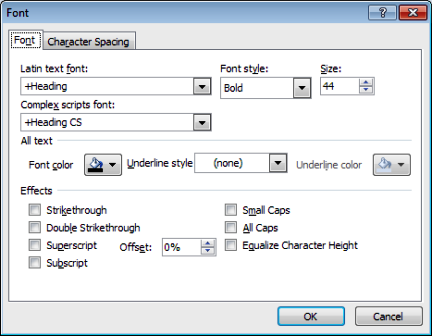 Font
Font Character Spacing
Latin text font: Font style: Size:
+Heading Bold 44
Complex scripts font:
+Heading CS
All text
Font color Underline style (none) Underline color
Effects
Strikethrough Small Caps
Double Strikethrough All Caps
Superscript Offset: 0% Equalize Character Height
Subscript
OK Cancel